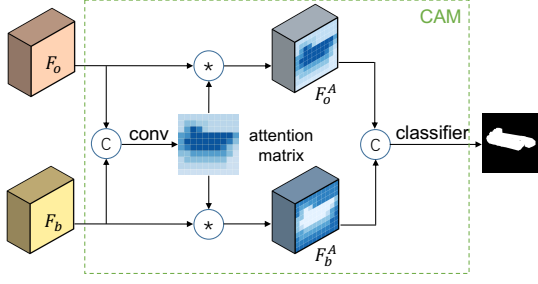 CAM
F_o
*
F_o^A
C
conv
attention
matrix
C
classifier
F_b
*
F_b^A